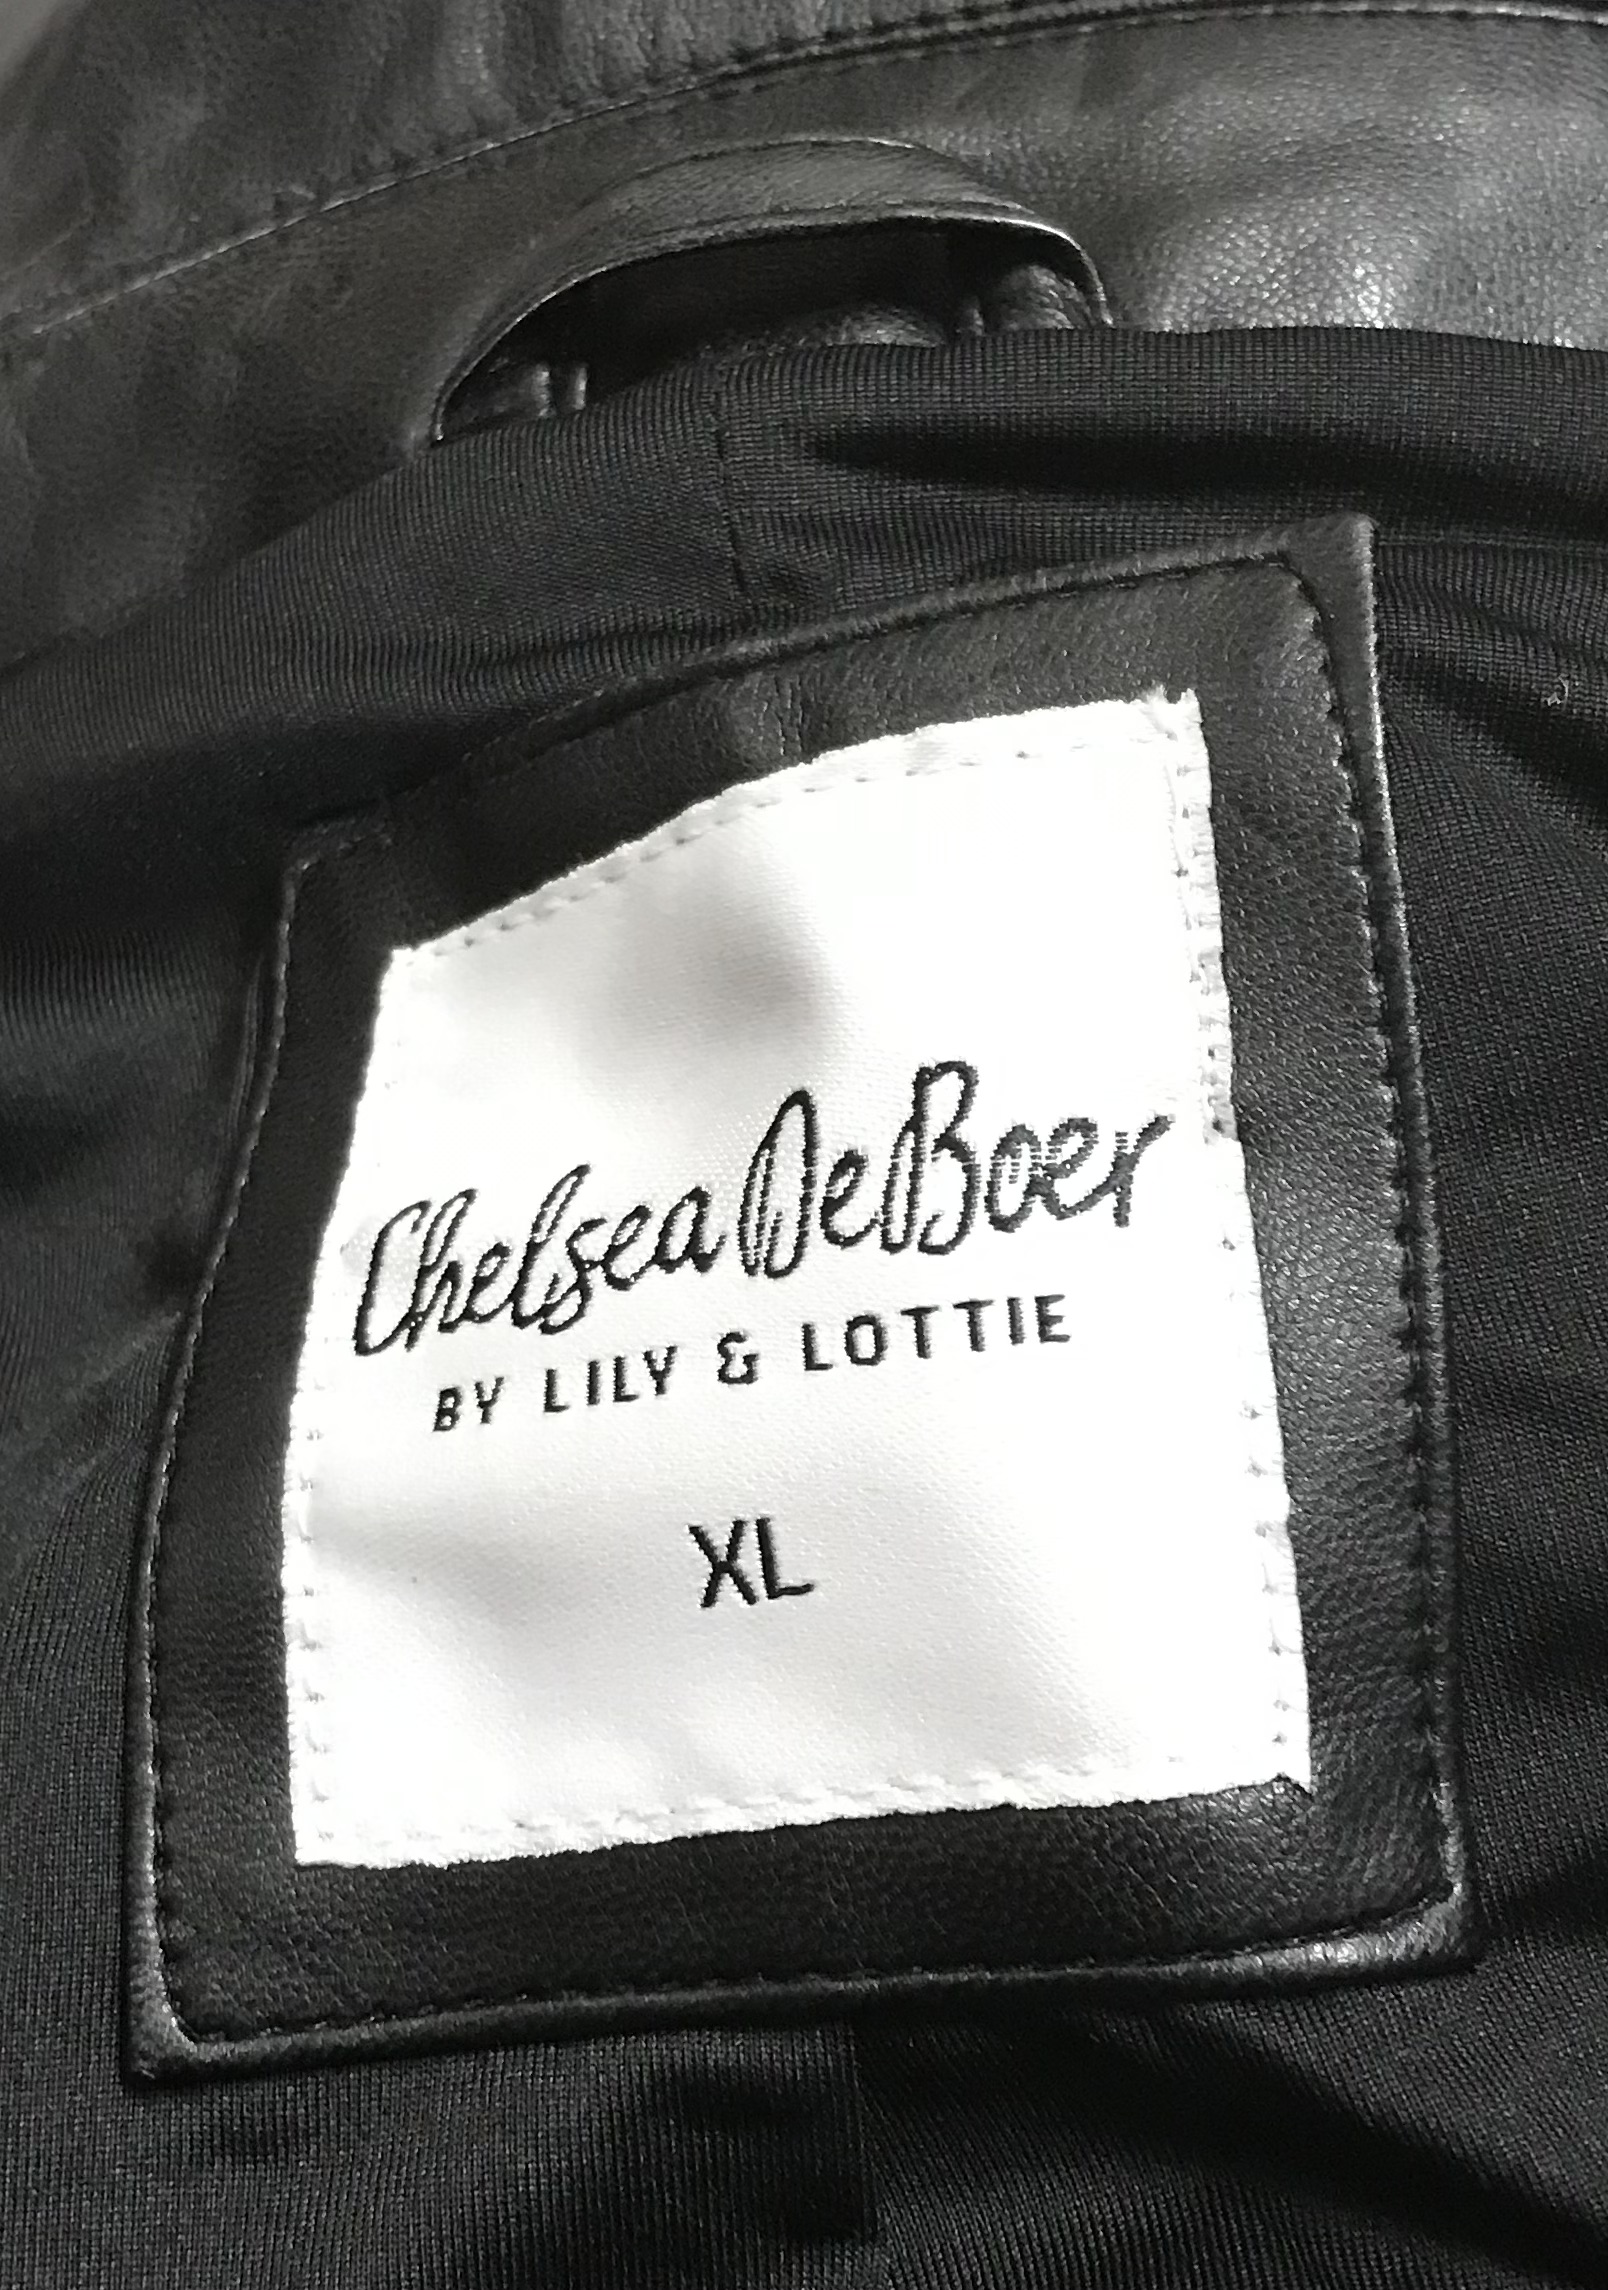 Chelsea DeBoer
BY LILY & LOTTIE
XL